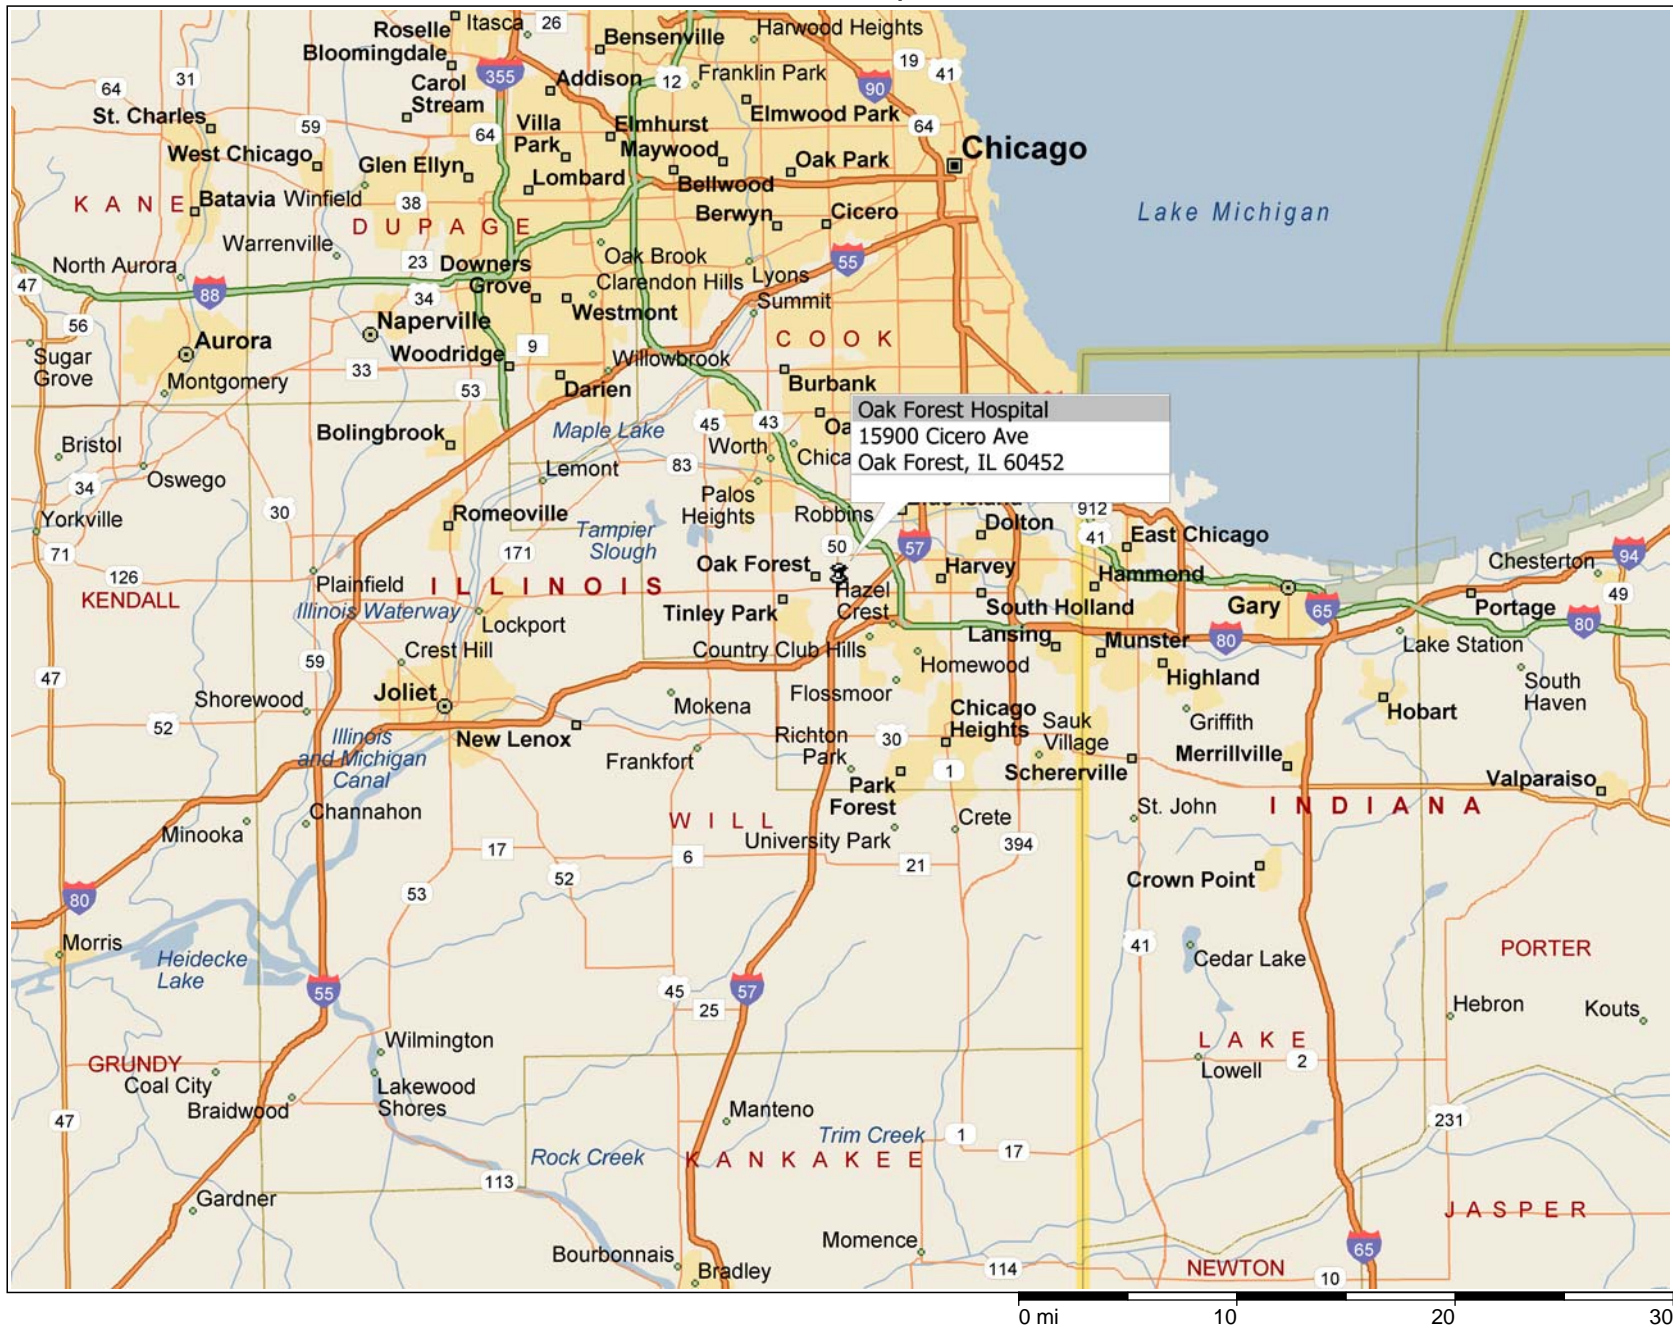 Roselle
Itasca
26
Bensenville
Harwood Heights
Bloomingdale
355
Addison
12
Franklin Park
19
41
31
64
Carol
Stream
90
St. Charles
59
64
Villa
Park
Elmhurst
Elmwood Park
64
Chicago
West Chicago
Glen Ellyn
Maywood
Oak Park
Lombard
Bellwood
KANE
Batavia
Winfield
38
Berwyn
Cicero
Lake Michigan
DUPAGE
Warrenville
Oak Brook
North Aurora
23
Downers
Grove
Lyons
55
47
88
34
Clarendon Hills
Summit
56
Naperville
Westmont
Aurora
COOK
Sugar
Grove
Woodridge
9
Willowbrook
33
Montgomery
53
Darien
Burbank
Oak Forest Hospital
15900 Cicero Ave
Oak Forest, IL 60452
Bolingbrook
Maple Lake
45
43
Oa
Bristol
Worth
Chica
Oswego
Lemont
83
34
Palos
Heights
30
Romeoville
Tampier
Slough
Robbins
Dolton
912
Yorkville
41
East Chicago
71
171
50
57
Chesterton
94
126
Plainfield
Oak Forest
Harvey
Hammond
KENDALL
ILLINOIS
Hazel
Crest
49
Illinois Waterway
Tinley Park
South Holland
Gary
65
Portage
Lockport
Lansing
Munster
80
80
Crest Hill
Country Club Hills
Homewood
Lake Station
59
47
Highland
South
Haven
Joliet
Flossmoor
Shorewood
Mokena
Chicago
Heights
Sauk
Village
Griffith
Hobart
52
Illinois
and Michigan
Canal
New Lenox
Frankfort
Richton
Park
30
Merrillville
1
Schererville
Valparaiso
Park
Forest
Channahon
WILL
St. John
INDIANA
Minooka
University Park
Crete
17
6
21
394
52
53
Crown Point
80
Morris
41
Heidecke
Lake
Cedar Lake
PORTER
55
45
57
25
Hebron
Kouts
Wilmington
LAKE
GRUNDY
Coal City
Lowell
2
Braidwood
Lakewood
Shores
47
Manteno
231
Trim Creek
1
17
Rock Creek
KANKAKEE
113
Gardner
JASPER
Momence
Bourbonnais
65
Bradley
114
NEWTON
10
0 mi
10
20
30